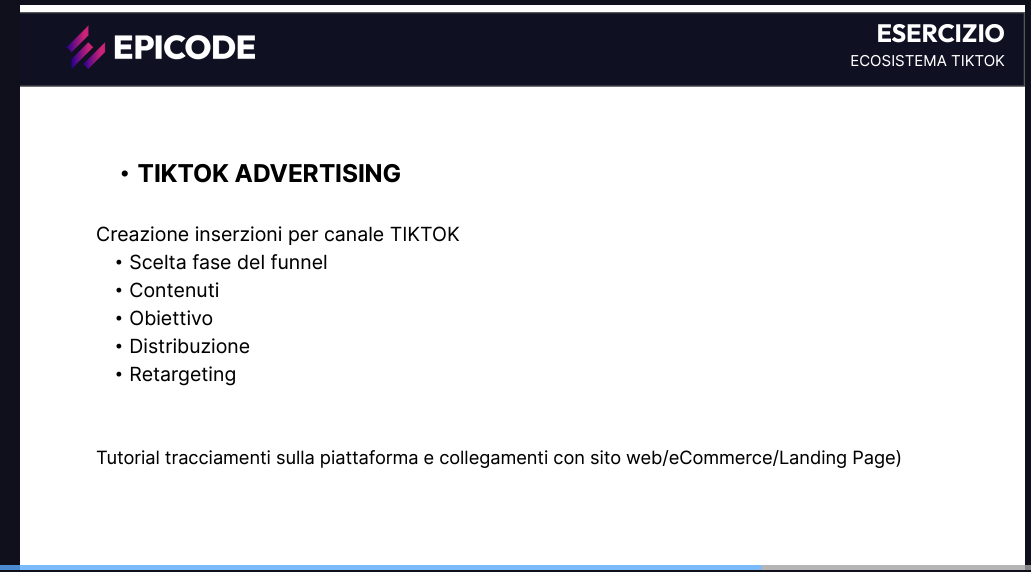 EPICODE
ESERCIZIO
ECOSISTEMA TIKTOK
• TIKTOK ADVERTISING
Creazione inserzioni per canale TIKTOK
• Scelta fase del funnel
• Contenuti
• Obiettivo
• Distribuzione
• Retargeting
Tutorial tracciamenti sulla piattaforma e collegamenti con sito web/eCommerce/Landing Page)